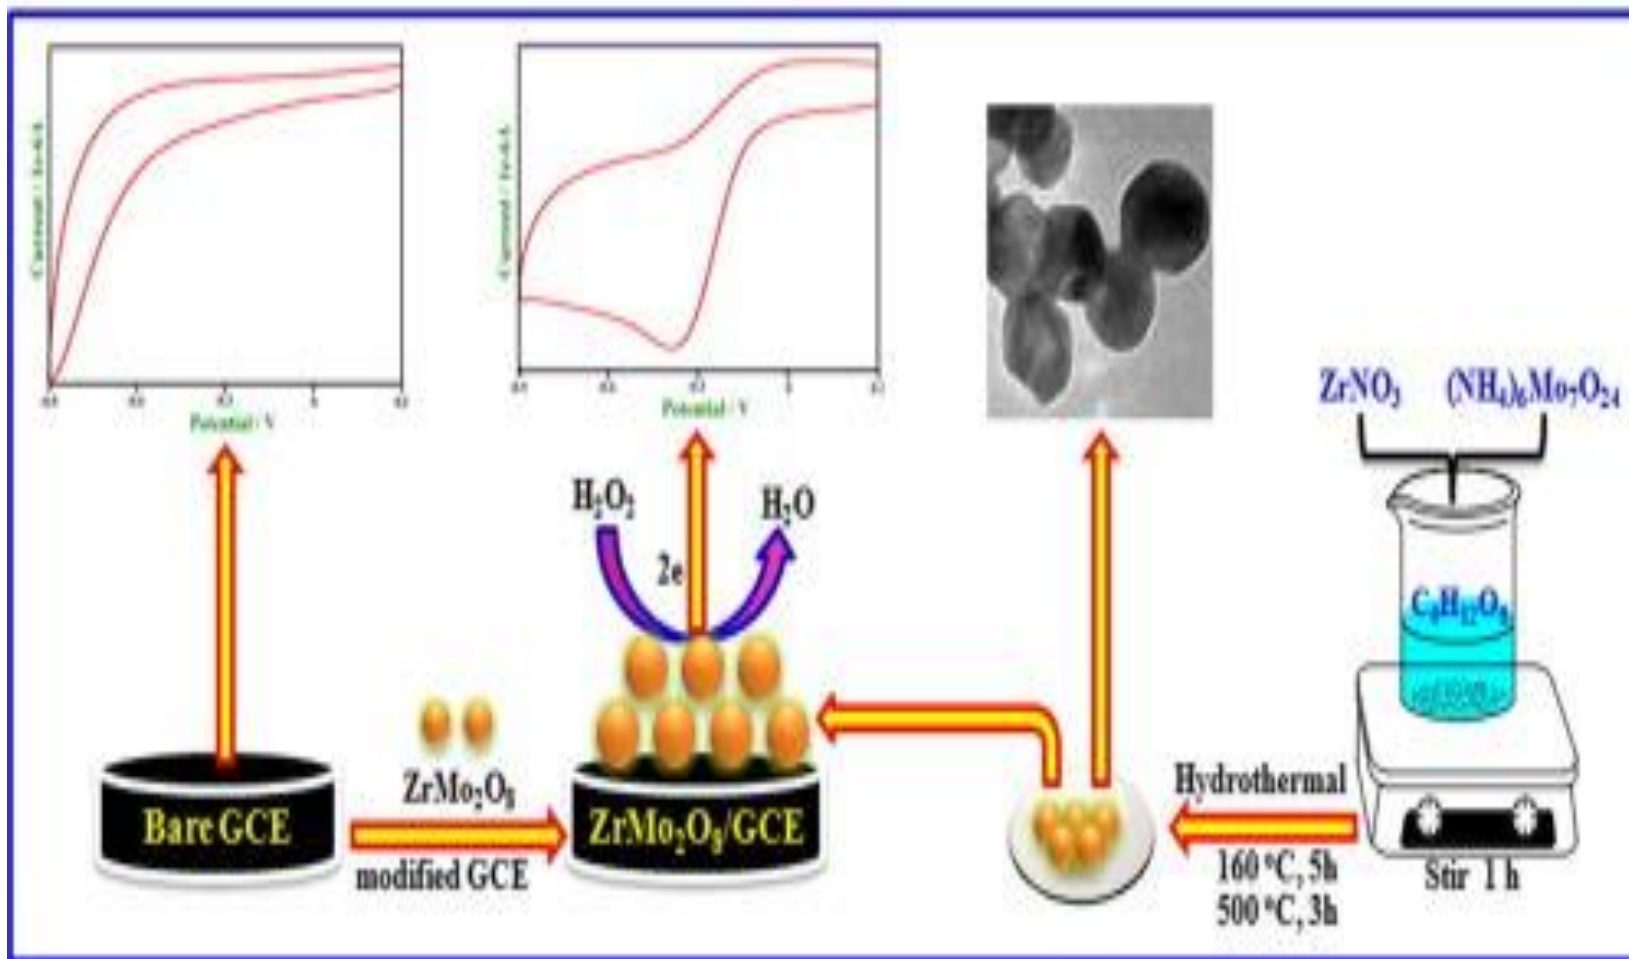 Potential / V
Potential / V
ZrNO₃ (NH₄)₆Mo₇O₂₄
H₂O₂
H₂O
2e
ZrMo₂O₈
Bare GCE
modified GCE
ZrMo₂O₈/GCE
Hydrothermal
160 °C, 5h
500 °C, 3h
Stir 1 h